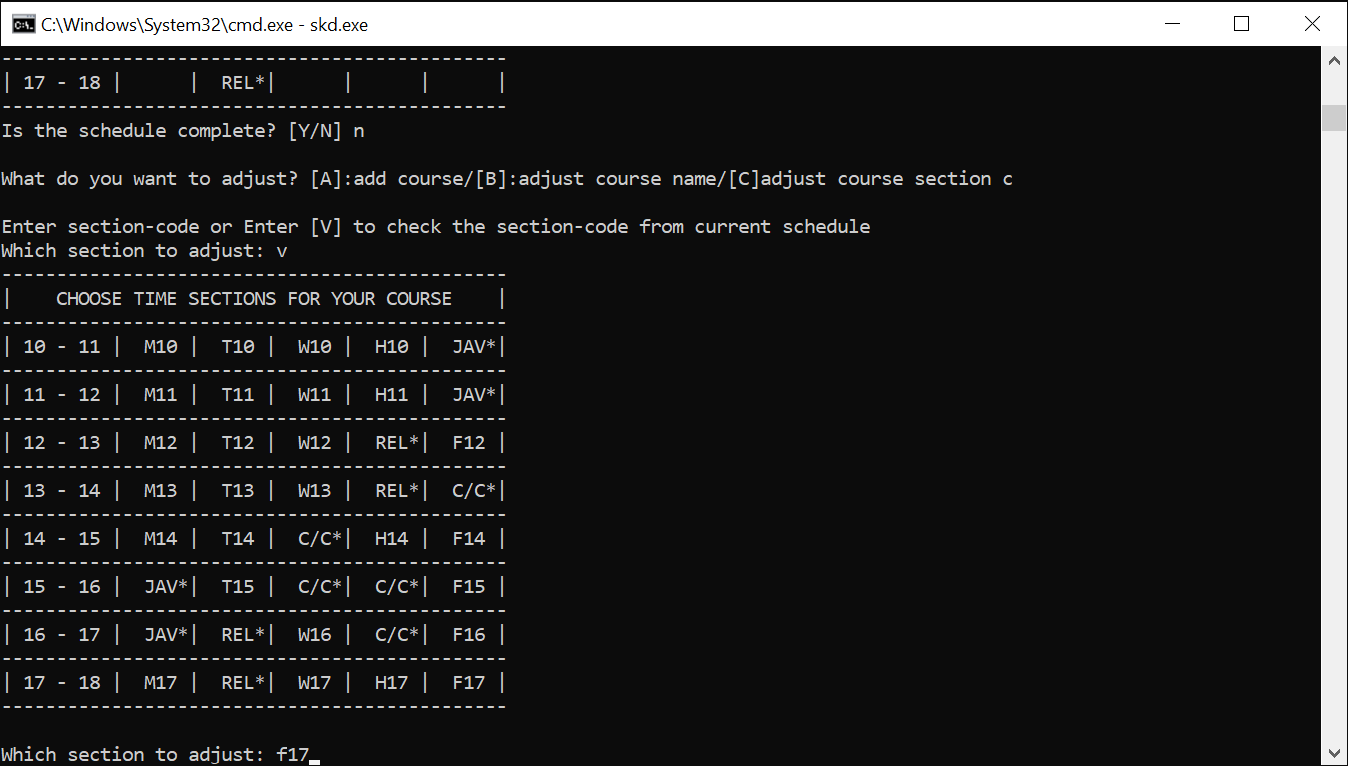 C:\Windows\System32\cmd.exe - skd.exe
----------------------------------------------
| 17 - 18 |      |  REL*|      |      |      |
----------------------------------------------
Is the schedule complete? [Y/N] n
What do you want to adjust? [A]:add course/[B]:adjust course name/[C]adjust course section c
Enter section-code or Enter [V] to check the section-code from current schedule
Which section to adjust: v
----------------------------------------------
|    CHOOSE TIME SECTIONS FOR YOUR COURSE    |
----------------------------------------------
| 10 - 11 |  M10 |  T10 |  W10 |  H10 |  JAV*|
----------------------------------------------
| 11 - 12 |  M11 |  T11 |  W11 |  H11 |  JAV*|
----------------------------------------------
| 12 - 13 |  M12 |  T12 |  W12 |  REL*|  F12 |
----------------------------------------------
| 13 - 14 |  M13 |  T13 |  W13 |  REL*|  C/C*|
----------------------------------------------
| 14 - 15 |  M14 |  T14 |  C/C*|  H14 |  F14 |
----------------------------------------------
| 15 - 16 |  JAV*|  T15 |  C/C*|  C/C*|  F15 |
----------------------------------------------
| 16 - 17 |  JAV*|  REL*|  W16 |  C/C*|  F16 |
----------------------------------------------
| 17 - 18 |  M17 |  REL*|  W17 |  H17 |  F17 |
----------------------------------------------
Which section to adjust: f17_